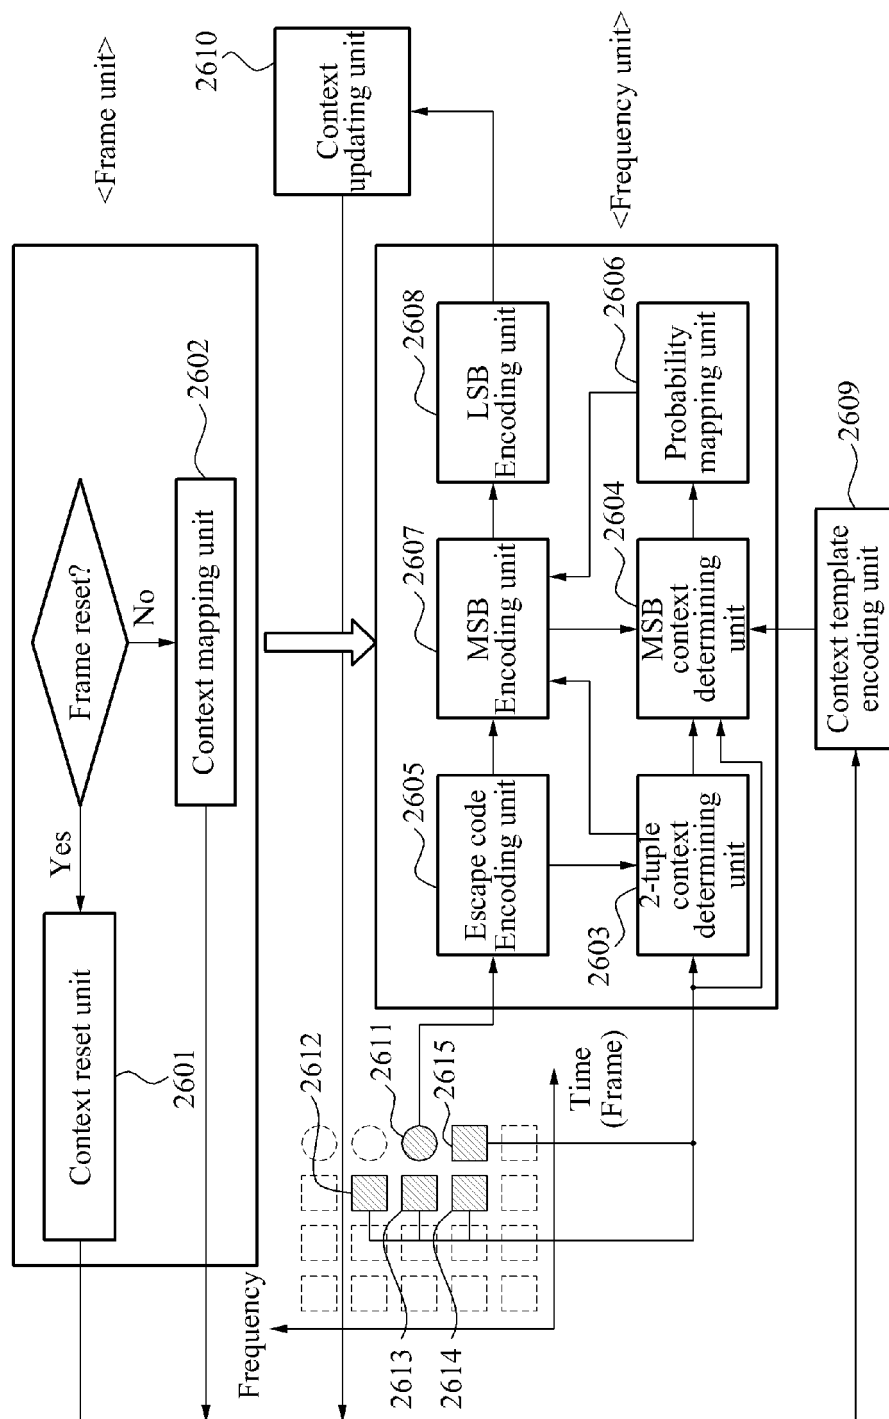 <Frame unit>
Frame reset?
Yes
No
Context reset unit
2601
Context mapping unit
2602
Context
updating unit
2610
<Frequency unit>
Frequency
Time
(Frame)
2612
2611
2615
2613
2614
Escape code
Encoding unit
2605
MSB
Encoding unit
2607
LSB
Encoding unit
2608
2-tuple
context
determining
unit
2603
MSB
context
determining
unit
2604
Probability
mapping unit
2606
Context template
encoding unit
2609